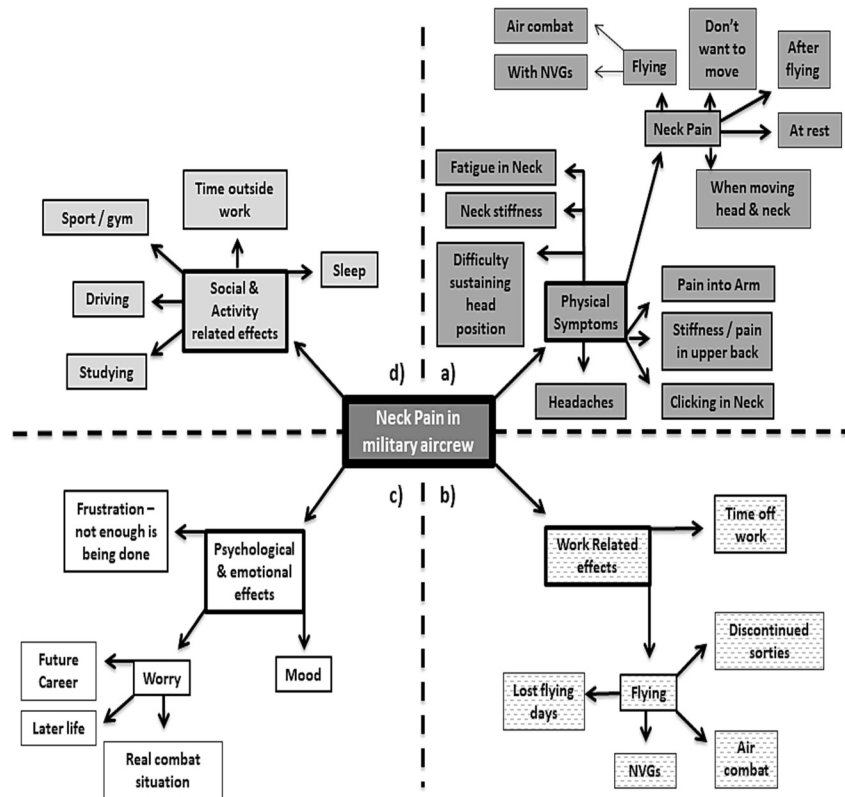 Air combat
With NVGs
Flying
Don't
want to
move
After
flying
Neck Pain
At rest
When moving
head & neck
Fatigue in Neck
Neck stiffness
Difficulty
sustaining
head
position
Physical
Symptoms
Pain into Arm
Stiffness / pain
in upper back
Headaches
Clicking in Neck
Time outside
work
Sport / gym
Sleep
Social &
Activity
related effects
Driving
Studying
d)
a)
Neck Pain in
military aircrew
c)
b)
Frustration –
not enough is
being done
Psychological
& emotional
effects
Future
Career
Worry
Mood
Later life
Real combat
situation
Time off
work
Work Related
effects
Discontinued
sorties
Lost flying
days
Flying
NVGs
Air
combat